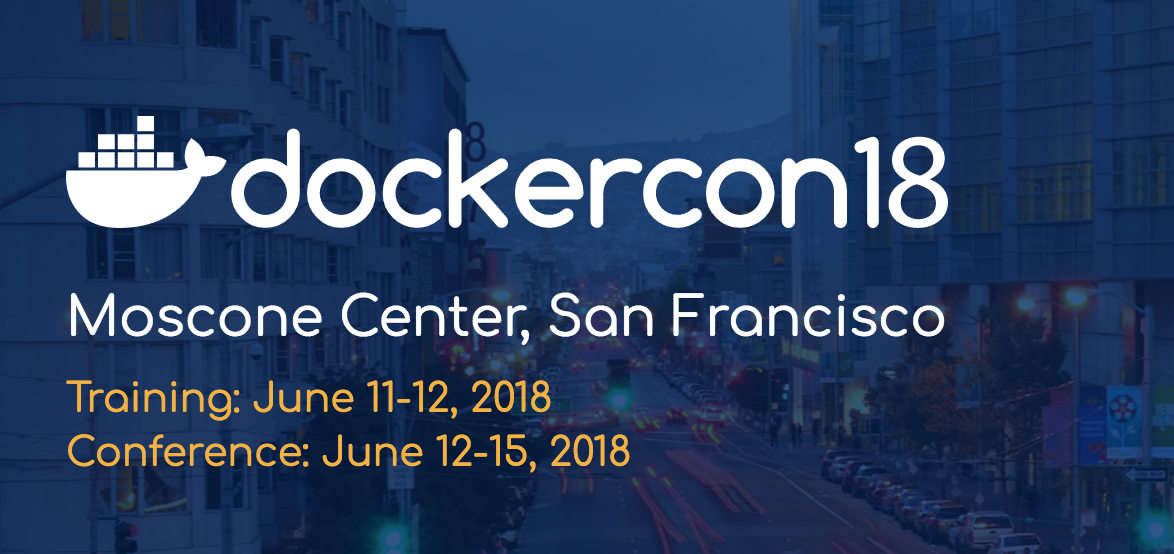 dockercon18
Moscone Center, San Francisco
Training: June 11-12, 2018
Conference: June 12-15, 2018